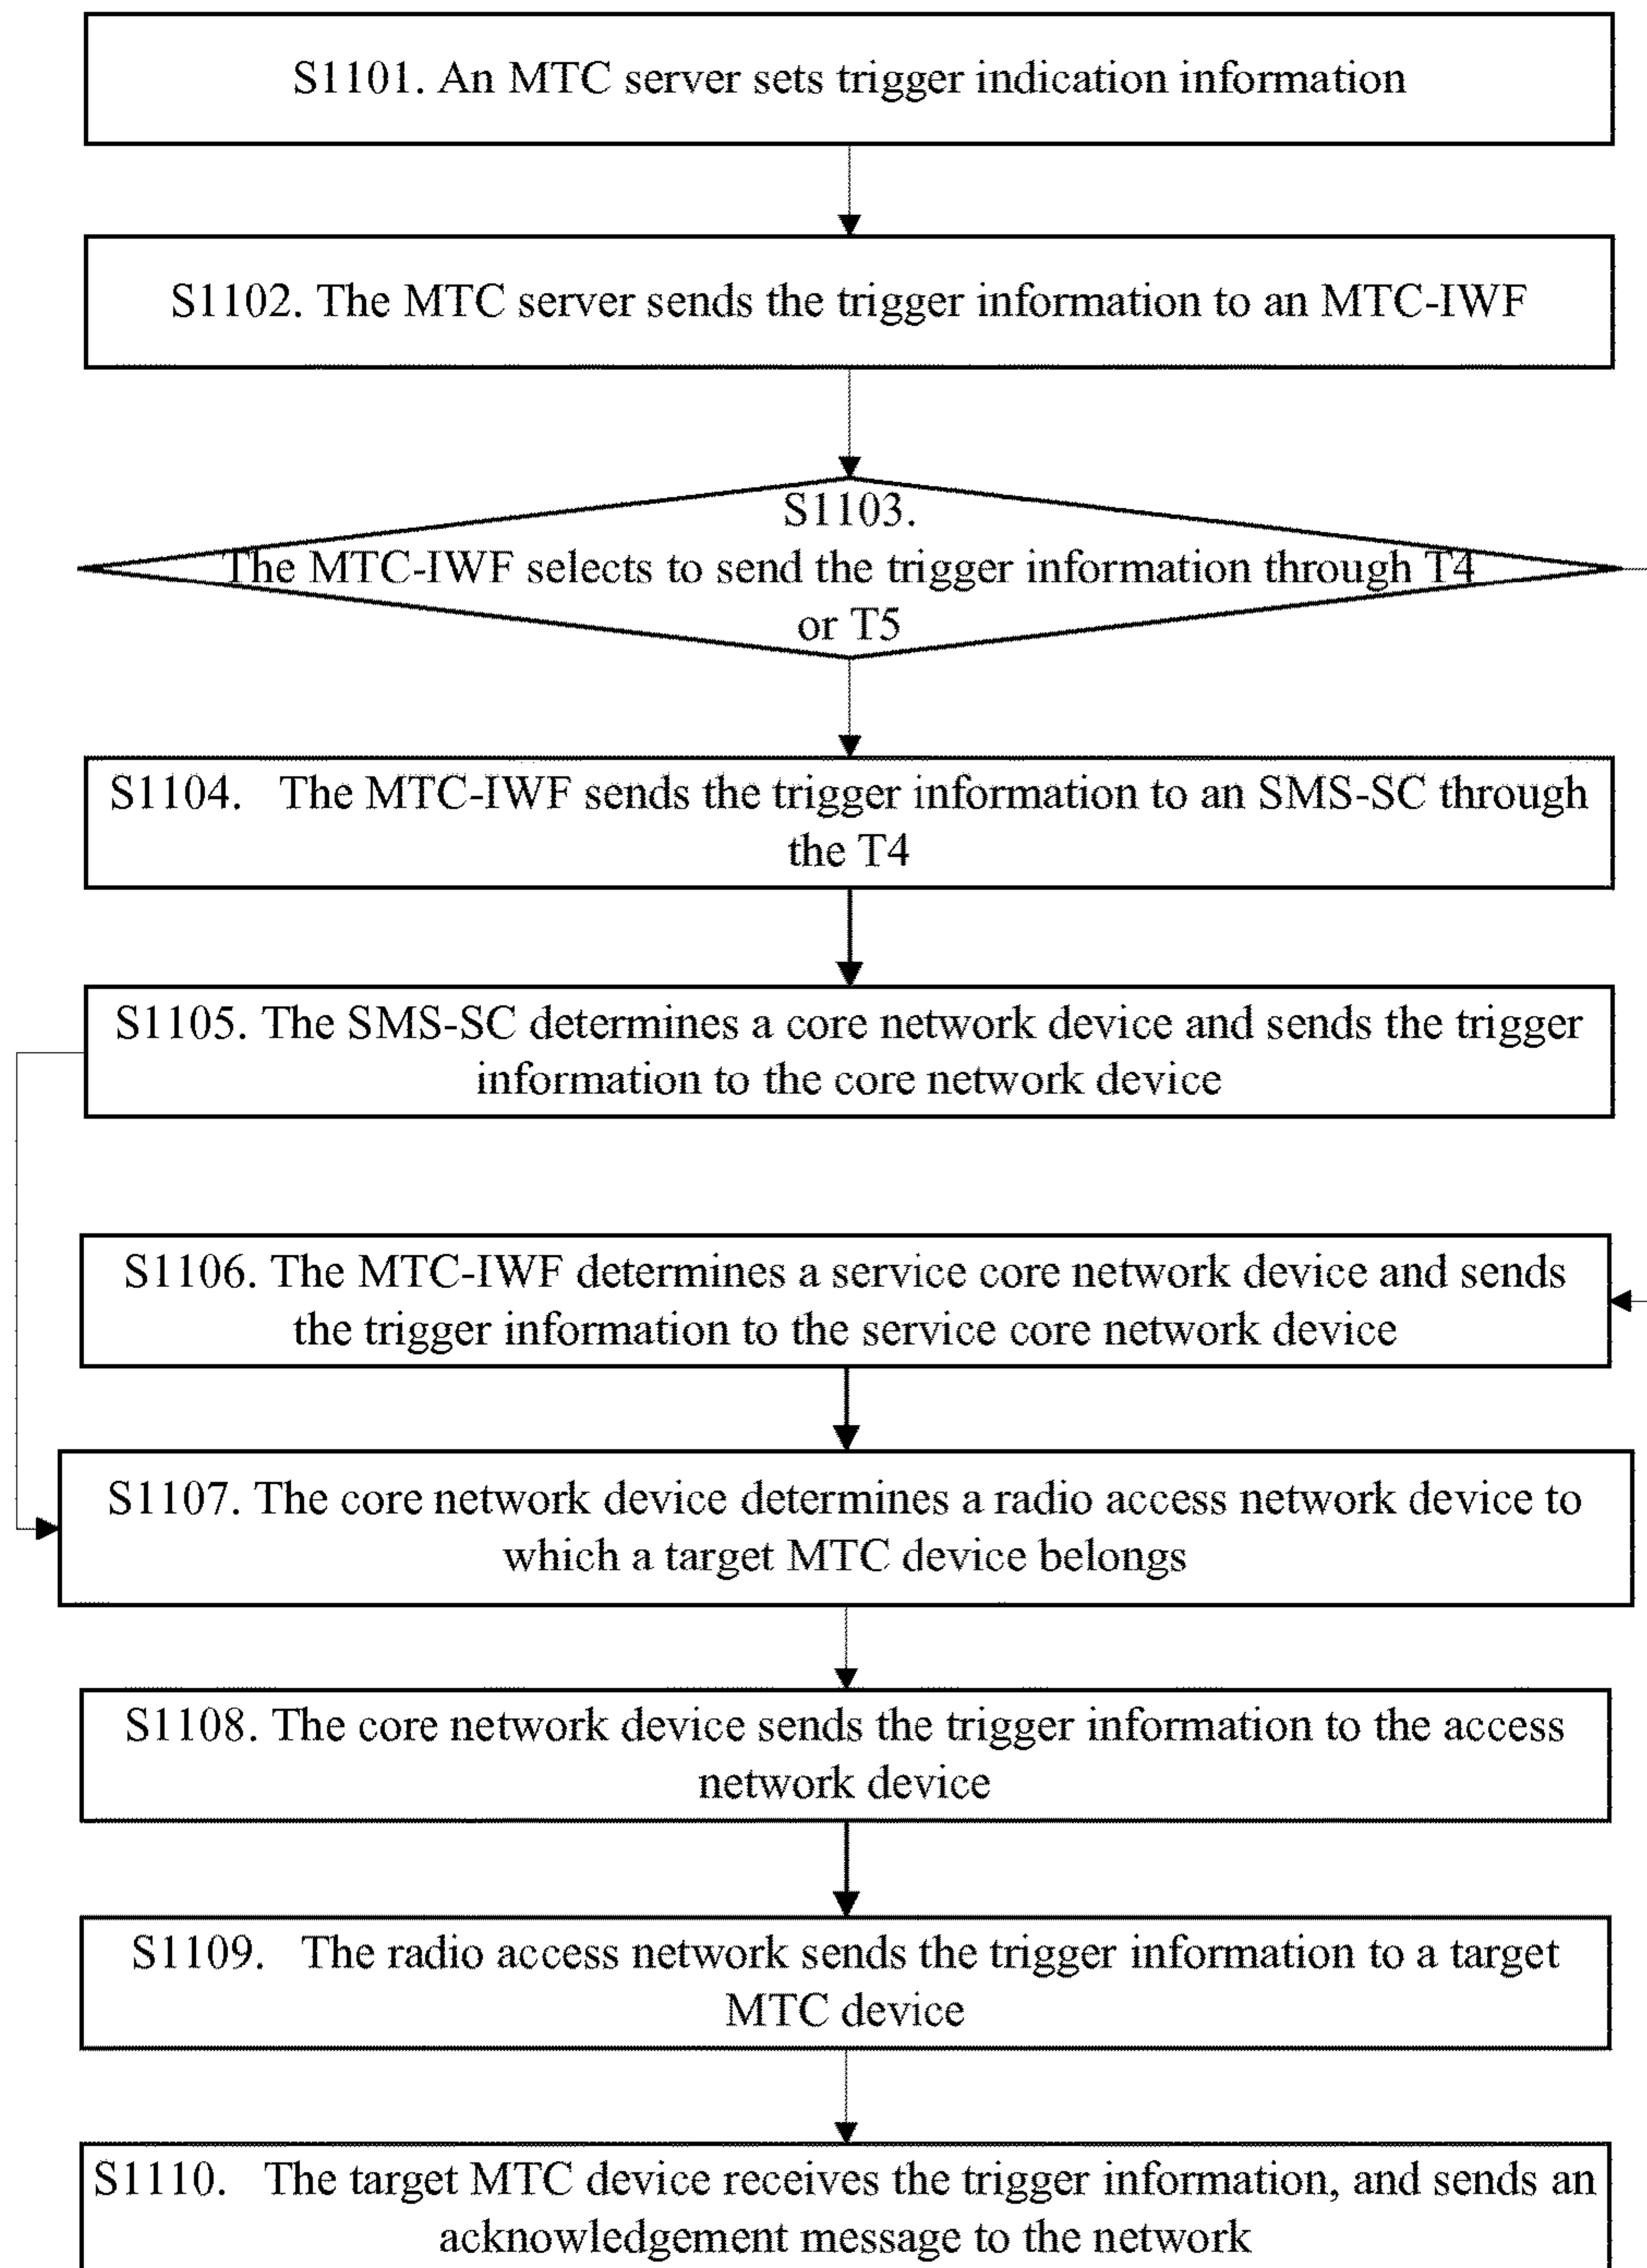 S1101. An MTC server sets trigger indication information
S1102. The MTC server sends the trigger information to an MTC-IWF
S1103.
The MTC-IWF selects to send the trigger information through T4
or T5
S1104. The MTC-IWF sends the trigger information to an SMS-SC through
the T4
S1105. The SMS-SC determines a core network device and sends the trigger
information to the core network device
S1106. The MTC-IWF determines a service core network device and sends
the trigger information to the service core network device
S1107. The core network device determines a radio access network device to
which a target MTC device belongs
S1108. The core network device sends the trigger information to the access
network device
S1109. The radio access network sends the trigger information to a target
MTC device
S1110. The target MTC device receives the trigger information, and sends an
acknowledgement message to the network